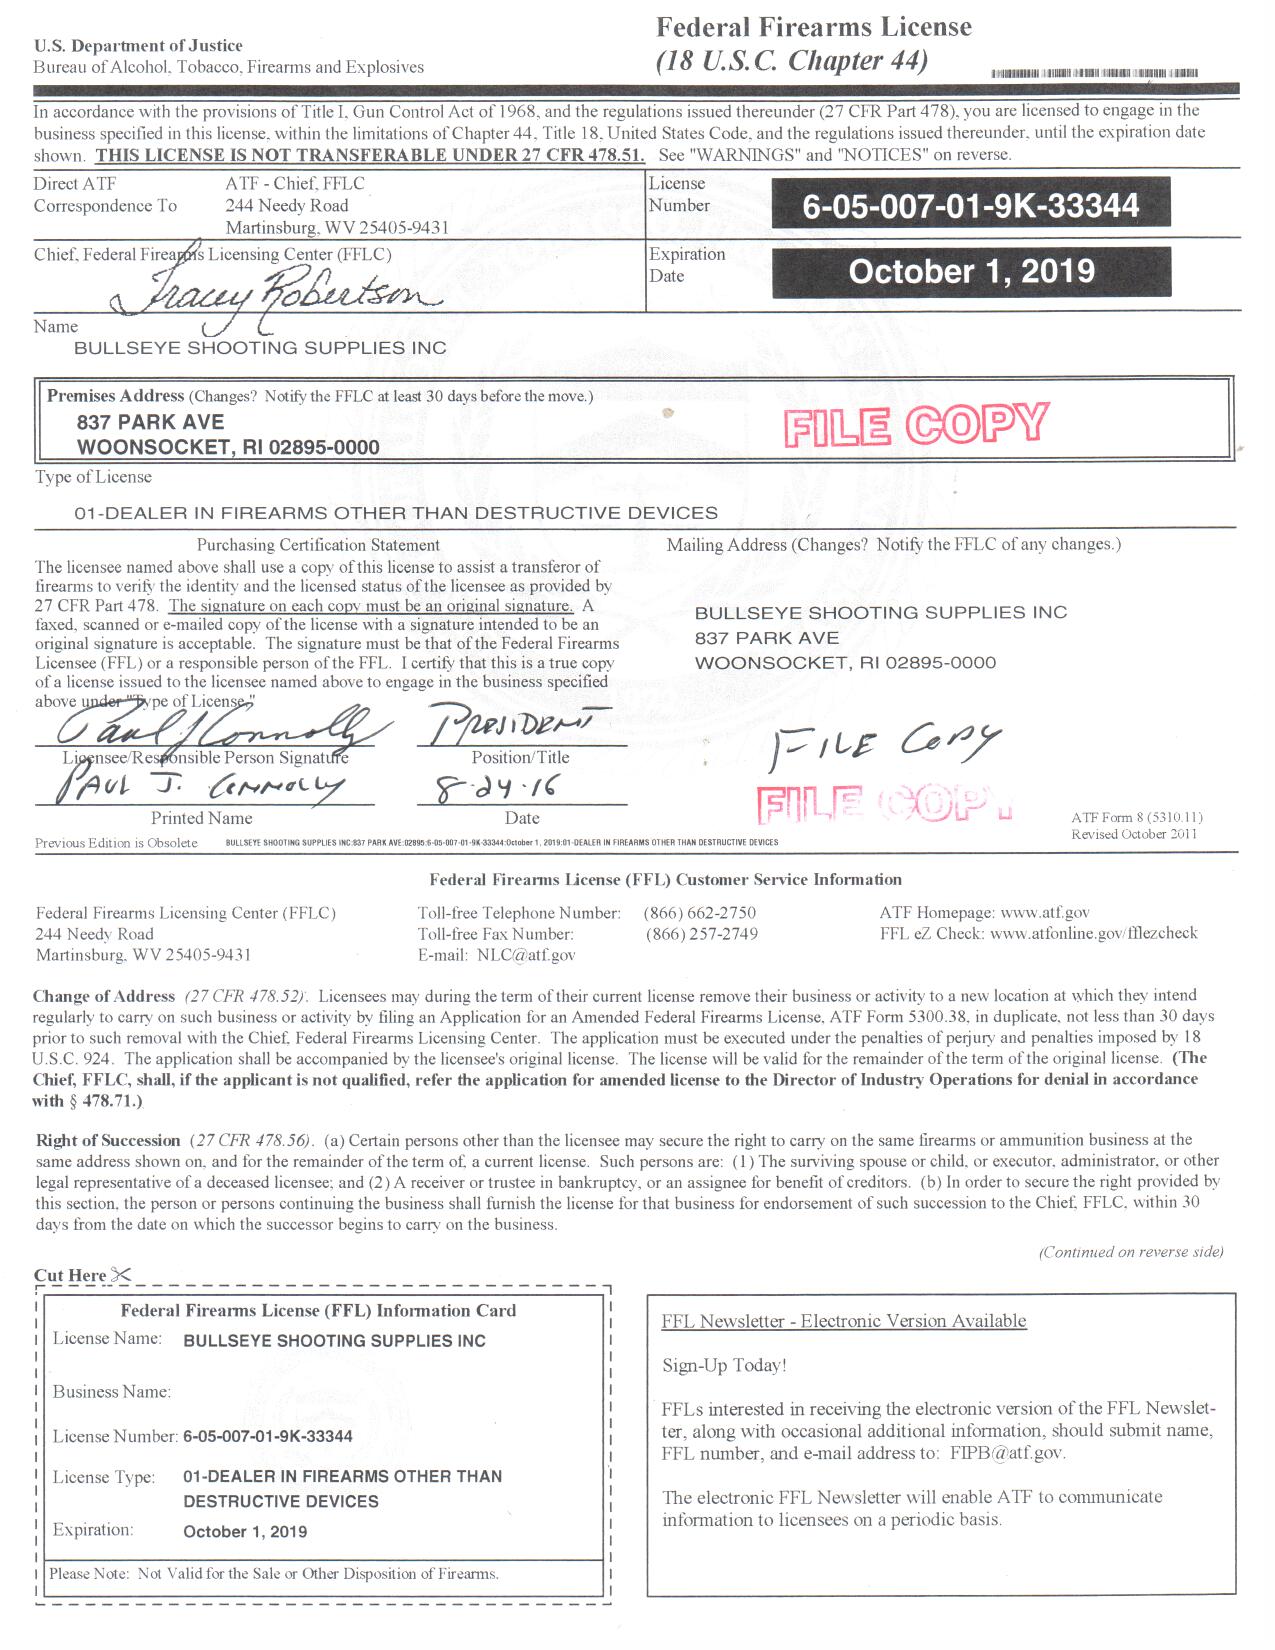 U.S. Department of Justice
Bureau of Alcohol, Tobacco, Firearms and Explosives
Federal Firearms License
(18 U.S.C. Chapter 44)
In accordance with the provisions of Title I, Gun Control Act of 1968, and the regulations issued thereunder (27 CFR Part 478), you are licensed to engage in the
business specified in this license, within the limitations of Chapter 44, Title 18, United States Code, and the regulations issued thereunder, until the expiration date
shown. THIS LICENSE IS NOT TRANSFERABLE UNDER 27 CFR 478.51. See "WARNINGS" and "NOTICES" on reverse.
Direct ATF
Correspondence To
ATF - Chief, FFLC
244 Needy Road
Martinsburg, WV 25405-9431
License
Number
6-05-007-01-9K-33344
Chief, Federal Firearms Licensing Center (FFLC)
Tracey Robertson
Expiration
Date
October 1, 2019
Name
BULLSEYE SHOOTING SUPPLIES INC
Premises Address (Changes? Notify the FFLC at least 30 days before the move.)
837 PARK AVE
WOONSOCKET, RI 02895-0000
FILE COPY
Type of License
01-DEALER IN FIREARMS OTHER THAN DESTRUCTIVE DEVICES
Purchasing Certification Statement
The licensee named above shall use a copy of this license to assist a transferor of
firearms to verify the identity and the licensed status of the licensee as provided by
27 CFR Part 478. The signature on each copy must be an original signature. A
faxed, scanned or e-mailed copy of the license with a signature intended to be an
original signature is acceptable. The signature must be that of the Federal Firearms
Licensee (FFL) or a responsible person of the FFL. I certify that this is a true copy
of a license issued to the licensee named above to engage in the business specified
above under "Type of License."
Mailing Address (Changes? Notify the FFLC of any changes.)
BULLSEYE SHOOTING SUPPLIES INC
837 PARK AVE
WOONSOCKET, RI 02895-0000
Paul J Connolly
PRESIDENT
Licensee/Responsible Person Signature
Position/Title
PAUL J. CONNOLLY
8-24-16
Printed Name
Date
FILE COPY
FILE COPY
ATF Form 8 (5310.11)
Revised October 2011
Previous Edition is Obsolete
BULLSEYE SHOOTING SUPPLIES INC:837 PARK AVE:02895:6-05-007-01-9K-33344:October 1, 2019:01-DEALER IN FIREARMS OTHER THAN DESTRUCTIVE DEVICES
Federal Firearms License (FFL) Customer Service Information
Federal Firearms Licensing Center (FFLC)
244 Needy Road
Martinsburg, WV 25405-9431
Toll-free Telephone Number: (866) 662-2750
Toll-free Fax Number: (866) 257-2749
E-mail: NLC@atf.gov
ATF Homepage: www.atf.gov
FFL eZ Check: www.atfonline.gov/fflezcheck
Change of Address (27 CFR 478.52). Licensees may during the term of their current license remove their business or activity to a new location at which they intend
regularly to carry on such business or activity by filing an Application for an Amended Federal Firearms License, ATF Form 5300.38, in duplicate, not less than 30 days
prior to such removal with the Chief, Federal Firearms Licensing Center. The application must be executed under the penalties of perjury and penalties imposed by 18
U.S.C. 924. The application shall be accompanied by the licensee's original license. The license will be valid for the remainder of the term of the original license. (The
Chief, FFLC, shall, if the applicant is not qualified, refer the application for amended license to the Director of Industry Operations for denial in accordance
with § 478.71.)
Right of Succession (27 CFR 478.56). (a) Certain persons other than the licensee may secure the right to carry on the same firearms or ammunition business at the
same address shown on, and for the remainder of the term of, a current license. Such persons are: (1) The surviving spouse or child, or executor, administrator, or other
legal representative of a deceased licensee; and (2) A receiver or trustee in bankruptcy, or an assignee for benefit of creditors. (b) In order to secure the right provided by
this section, the person or persons continuing the business shall furnish the license for that business for endorsement of such succession to the Chief, FFLC, within 30
days from the date on which the successor begins to carry on the business.
(Continued on reverse side)
Cut Here
Federal Firearms License (FFL) Information Card
License Name: BULLSEYE SHOOTING SUPPLIES INC
Business Name:
License Number: 6-05-007-01-9K-33344
License Type: 01-DEALER IN FIREARMS OTHER THAN
DESTRUCTIVE DEVICES
Expiration: October 1, 2019
Please Note: Not Valid for the Sale or Other Disposition of Firearms.
FFL Newsletter - Electronic Version Available
Sign-Up Today!
FFLs interested in receiving the electronic version of the FFL Newslet-
ter, along with occasional additional information, should submit name,
FFL number, and e-mail address to: FIPB@atf.gov.
The electronic FFL Newsletter will enable ATF to communicate
information to licensees on a periodic basis.